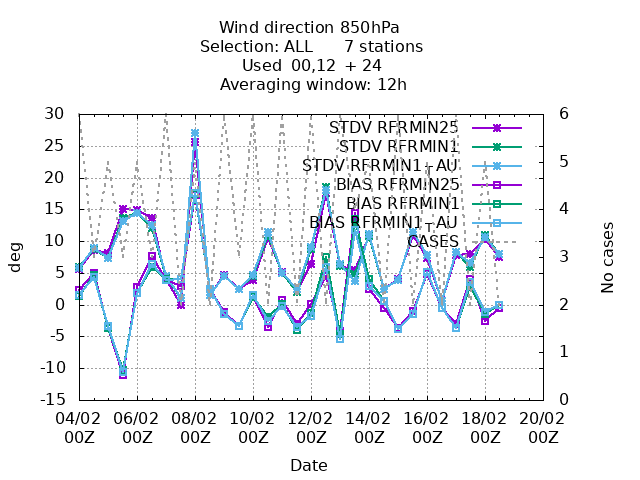 Wind direction 850hPa
Selection: ALL 7 stations
Used 00,12 + 24
Averaging window: 12h
30
25
20
15
10
5
0
-5
-10
-15
deg
6
5
4
3
2
1
0
No cases
STDV RFRMIN25
STDV RFRMIN1
STDV RFRMIN1_AU
BIAS RFRMIN25
BIAS RFRMIN1
BIAS RFRMIN1_AU
CASES
04/02 06/02 08/02 10/02 12/02 14/02 16/02 18/02 20/02
00Z 00Z 00Z 00Z 00Z 00Z 00Z 00Z 00Z
Date